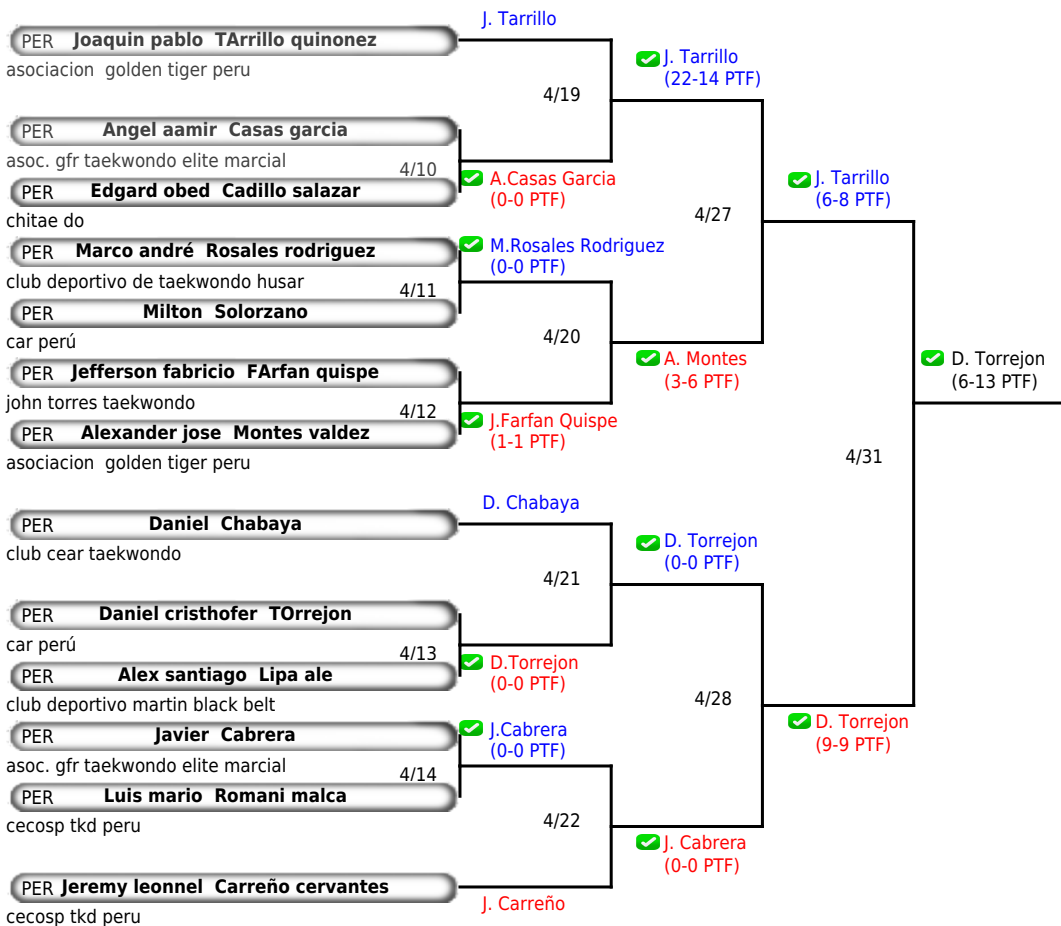 J. Tarrillo
PER Joaquin pablo TArrillo quinonez
asociacion golden tiger peru
J. Tarrillo
(22-14 PTF)
4/19
PER Angel aamir Casas garcia
asoc. gfr taekwondo elite marcial
4/10
A.Casas Garcia
(0-0 PTF)
PER Edgard obed Cadillo salazar
chitae do
J. Tarrillo
(6-8 PTF)
4/27
PER Marco andré Rosales rodriguez
club deportivo de taekwondo husar
M.Rosales Rodriguez
(0-0 PTF)
4/11
PER Milton Solorzano
car perú
4/20
A. Montes
(3-6 PTF)
D. Torrejon
(6-13 PTF)
PER Jefferson fabricio FArfan quispe
john torres taekwondo
4/12
J.Farfan Quispe
(1-1 PTF)
PER Alexander jose Montes valdez
asociacion golden tiger peru
4/31
D. Chabaya
PER Daniel Chabaya
club cear taekwondo
D. Torrejon
(0-0 PTF)
4/21
PER Daniel cristhofer TOrrejon
car perú
4/13
D.Torrejon
(0-0 PTF)
PER Alex santiago Lipa ale
club deportivo martin black belt
4/28
D. Torrejon
(9-9 PTF)
PER Javier Cabrera
asoc. gfr taekwondo elite marcial
J.Cabrera
(0-0 PTF)
4/14
PER Luis mario Romani malca
cecosp tkd peru
4/22
J. Cabrera
(0-0 PTF)
PER Jeremy leonnel Carreño cervantes
cecosp tkd peru
J. Carreño